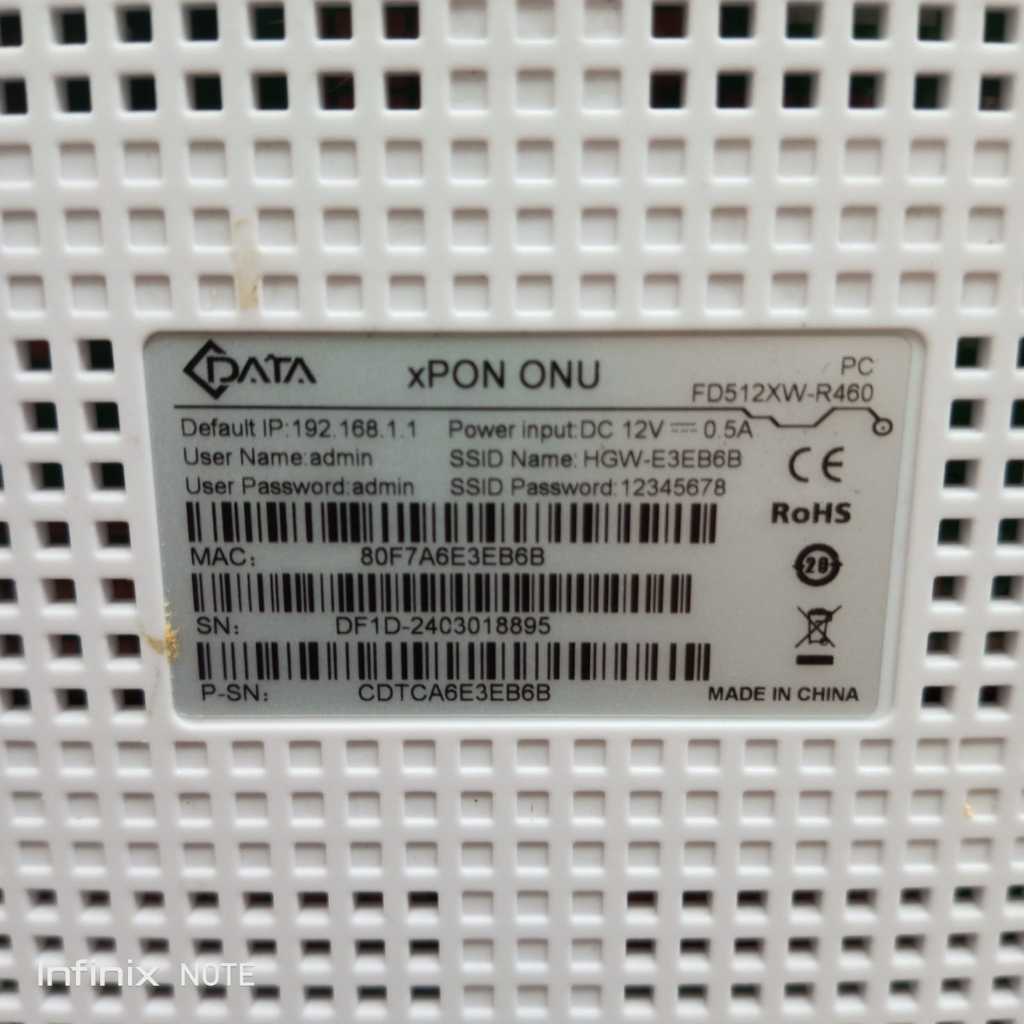 CDATA
xPON ONU
PC
FD512XW-R460
Default IP:192.168.1.1 Power input:DC 12V ⎓ 0.5A
User Name:admin SSID Name: HGW-E3EB6B
User Password:admin SSID Password:12345678
CE
RoHS
MAC: 80F7A6E3EB6B
20
SN: DF1D-2403018895
P-SN: CDTCA6E3EB6B
MADE IN CHINA
Infinix NOTE